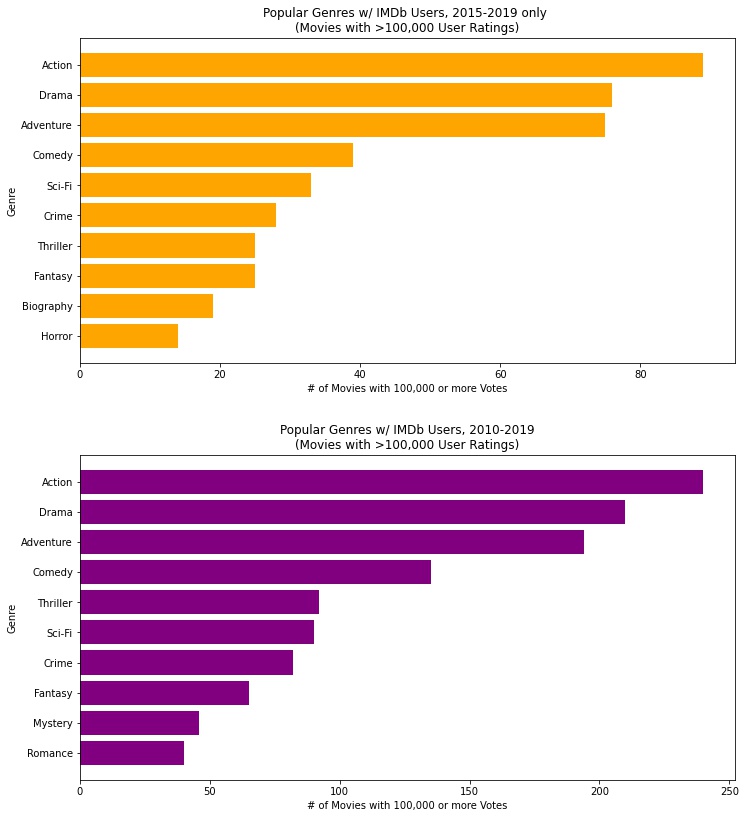 Popular Genres w/ IMDb Users, 2015-2019 only
(Movies with >100,000 User Ratings)
Genre
Action
Drama
Adventure
Comedy
Sci-Fi
Crime
Thriller
Fantasy
Biography
Horror
0 20 40 60 80
# of Movies with 100,000 or more Votes
Popular Genres w/ IMDb Users, 2010-2019
(Movies with >100,000 User Ratings)
Genre
Action
Drama
Adventure
Comedy
Thriller
Sci-Fi
Crime
Fantasy
Mystery
Romance
0 50 100 150 200 250
# of Movies with 100,000 or more Votes